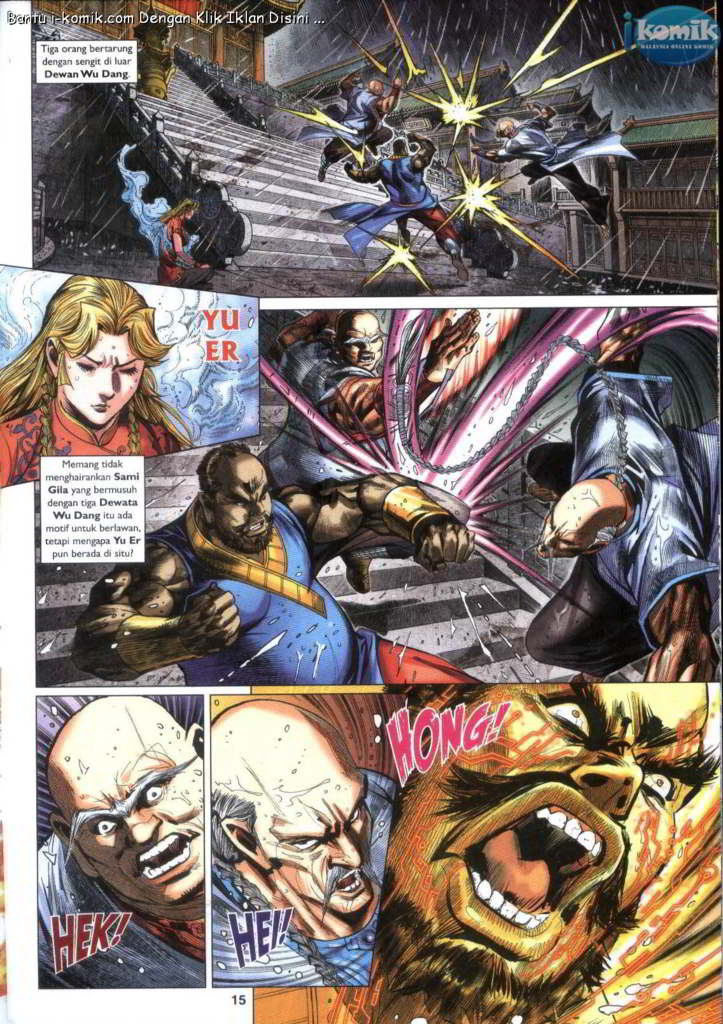 Bantu i-komik.com Dengan Klik Iklan Disini ...
ikomik
MALAYSIA ONLINE KOMIK
Tiga orang bertarung
dengan sengit di luar
Dewan Wu Dang.
YU
ER
Memang tidak
menghairankan Sami
Gila yang bermusuh
dengan tiga Dewata
Wu Dang itu ada
motif untuk berlawan,
tetapi mengapa Yu Er
pun berada di situ?
HONG!
HEK!
HEI!
15